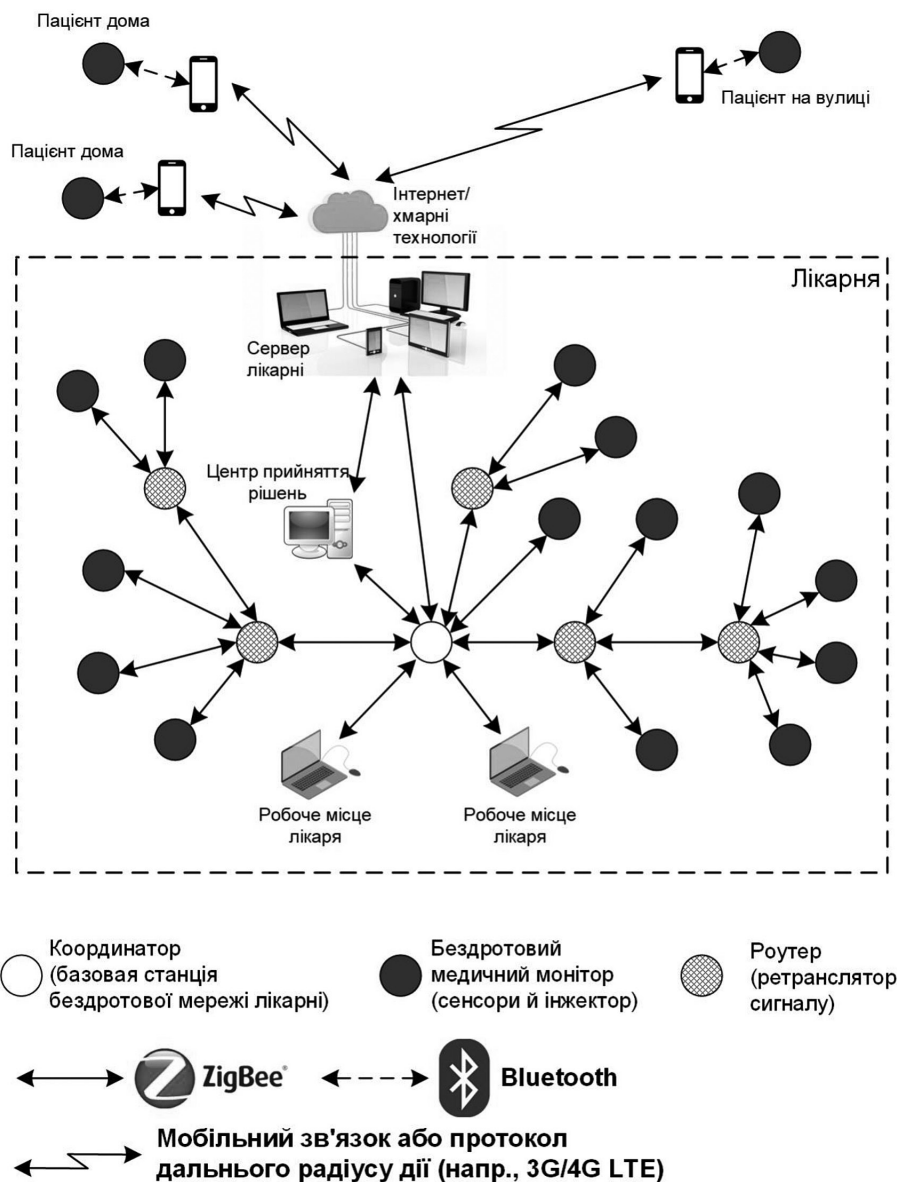 Пацієнт дома
Пацієнт на вулиці
Пацієнт дома
Інтернет/
хмарні
технології
Лікарня
Сервер
лікарні
Центр прийняття
рішень
Робоче місце
лікаря
Робоче місце
лікаря
Координатор
(базовая станція
бездротової мережі лікарні)
Бездротовий
медичний монітор
(сенсори й інжектор)
Роутер
(ретранслятор
сигналу)
ZigBee®
Bluetooth
Мобільний зв'язок або протокол
дальнього радіусу дії (напр., 3G/4G LTE)